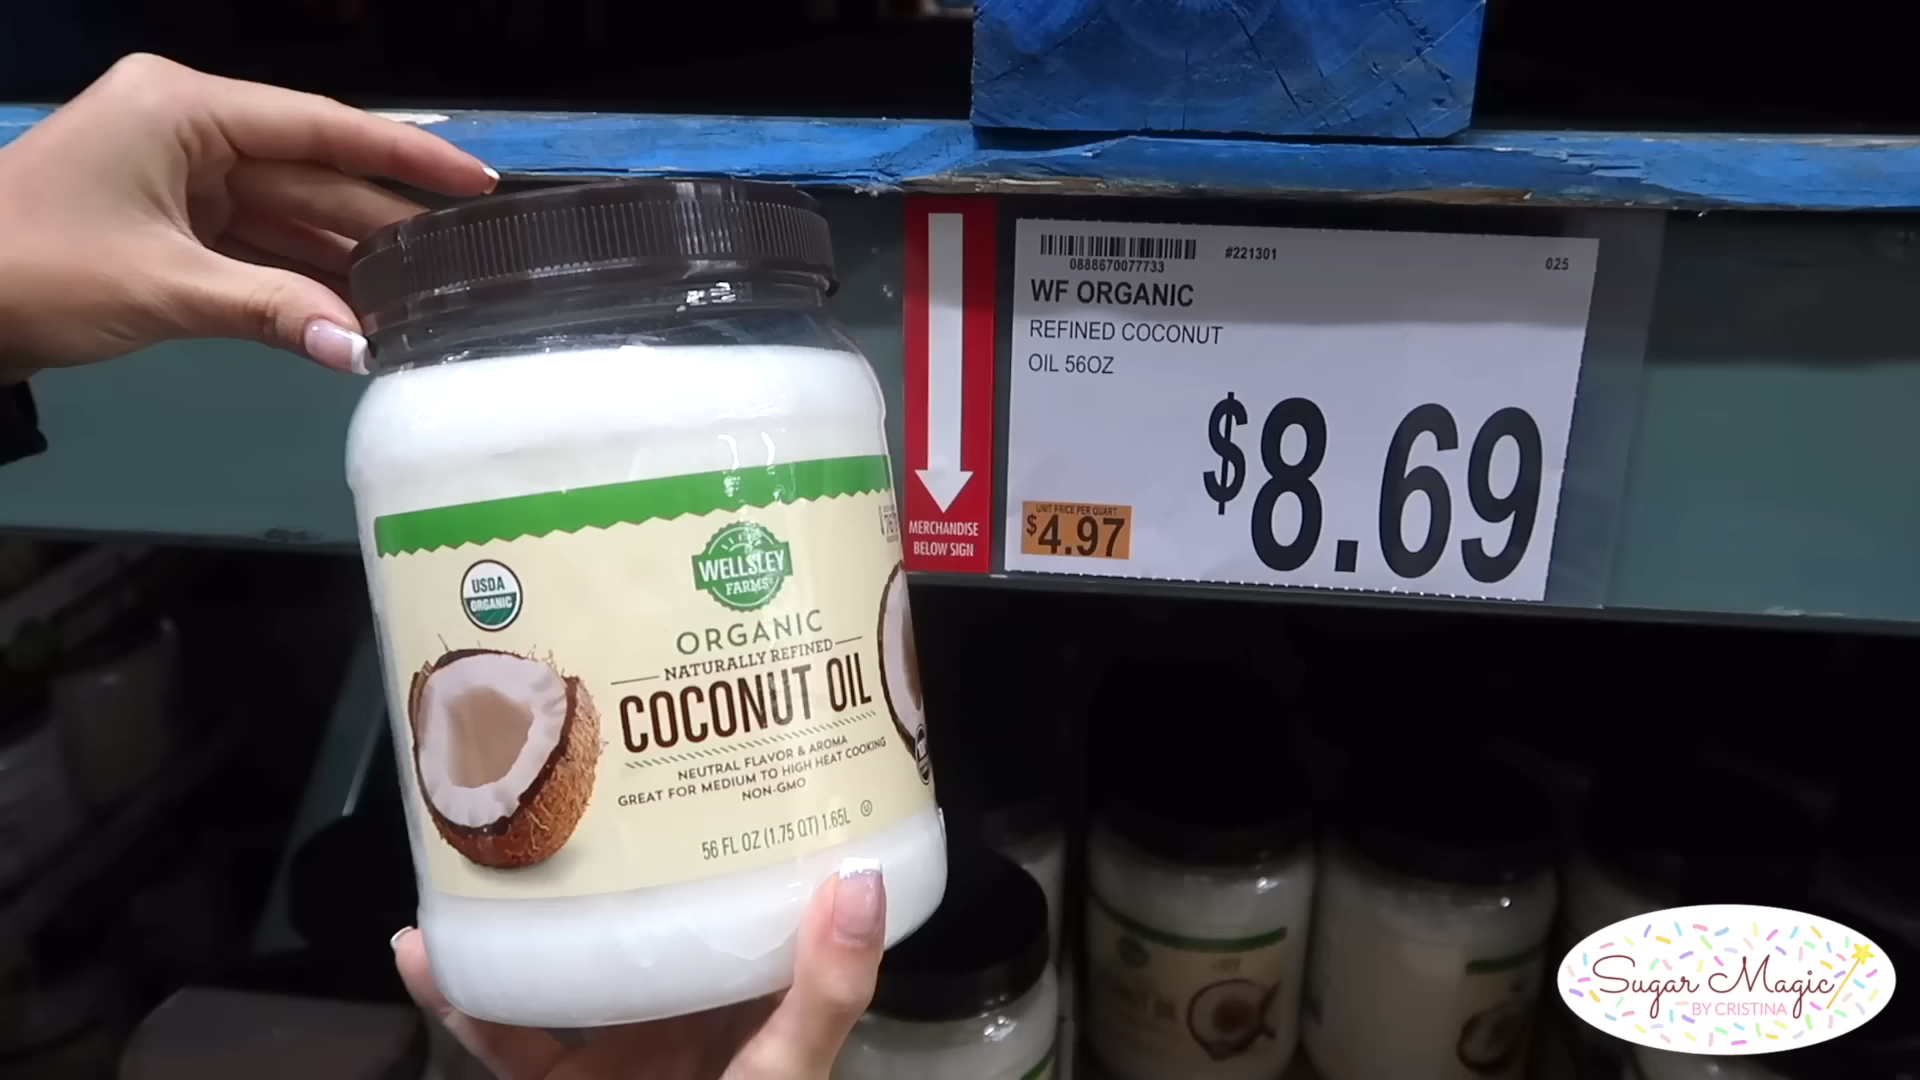 0888670077733
#221301
025
WF ORGANIC
REFINED COCONUT
OIL 56OZ
$8.69
UNIT PRICE PER QUART
$4.97
MERCHANDISE
BELOW SIGN
USDA
ORGANIC
WELLSLEY
FARMS
ORGANIC
NATURALLY REFINED
COCONUT OIL
NEUTRAL FLAVOR & AROMA
GREAT FOR MEDIUM TO HIGH HEAT COOKING
NON-GMO
56 FL OZ (1.75 QT) 1.65L
Sugar Magic
BY CRISTINA